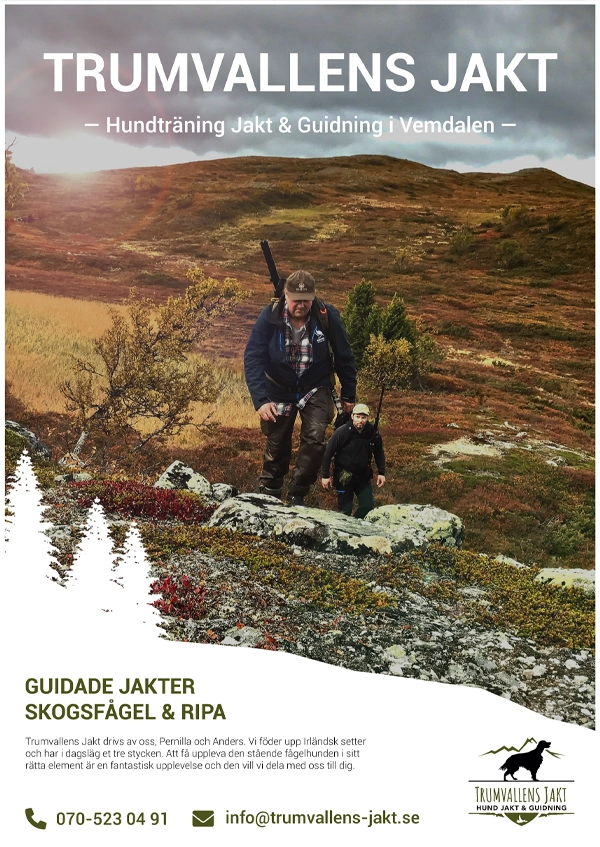 TRUMVALLENS JAKT
— Hundträning Jakt & Guidning i Vemdalen —
GUIDADE JAKTER
SKOGSFÅGEL & RIPA
Trumvallens Jakt drivs av oss, Pernilla och Anders. Vi föder upp Irländsk setter
och har i dagsläg et tre stycken. Att få uppleva den stående fågelhunden i sitt
rätta element är en fantastisk upplevelse och den vill vi dela med oss till dig.
070-523 04 91
info@trumvallens-jakt.se
TRUMVALLENS JAKT
HUND JAKT & GUIDNING